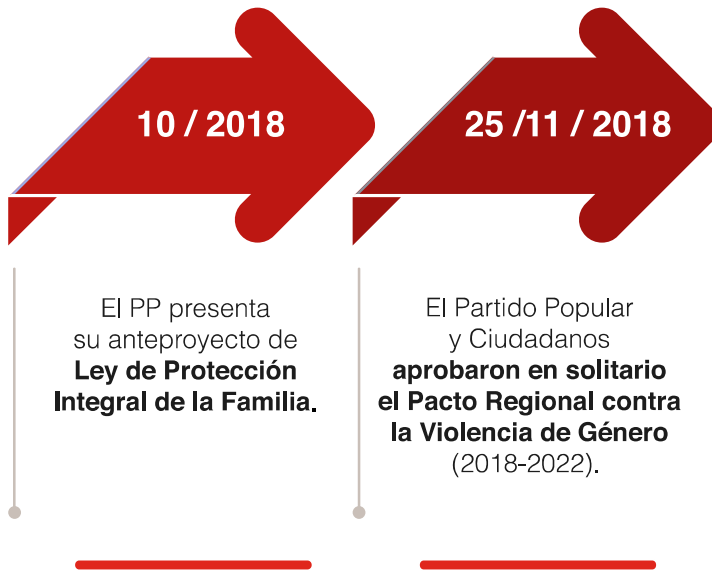 10 / 2018
El PP presenta
su anteproyecto de
Ley de Protección
Integral de la Familia.
25 /11 / 2018
El Partido Popular
y Ciudadanos
aprobaron en solitario
el Pacto Regional contra
la Violencia de Género
(2018-2022).